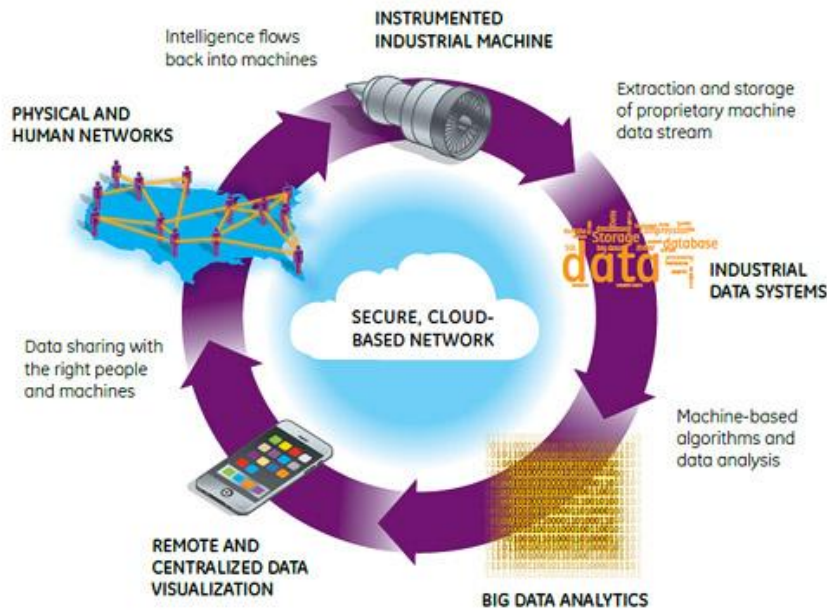 INSTRUMENTED
INDUSTRIAL MACHINE
Intelligence flows
back into machines
Extraction and storage
of proprietary machine
data stream
PHYSICAL AND
HUMAN NETWORKS
Storage
database
data
INDUSTRIAL
DATA SYSTEMS
SECURE, CLOUD-
BASED NETWORK
Data sharing with
the right people
and machines
Machine-based
algorithms and
data analysis
REMOTE AND
CENTRALIZED DATA
VISUALIZATION
BIG DATA ANALYTICS